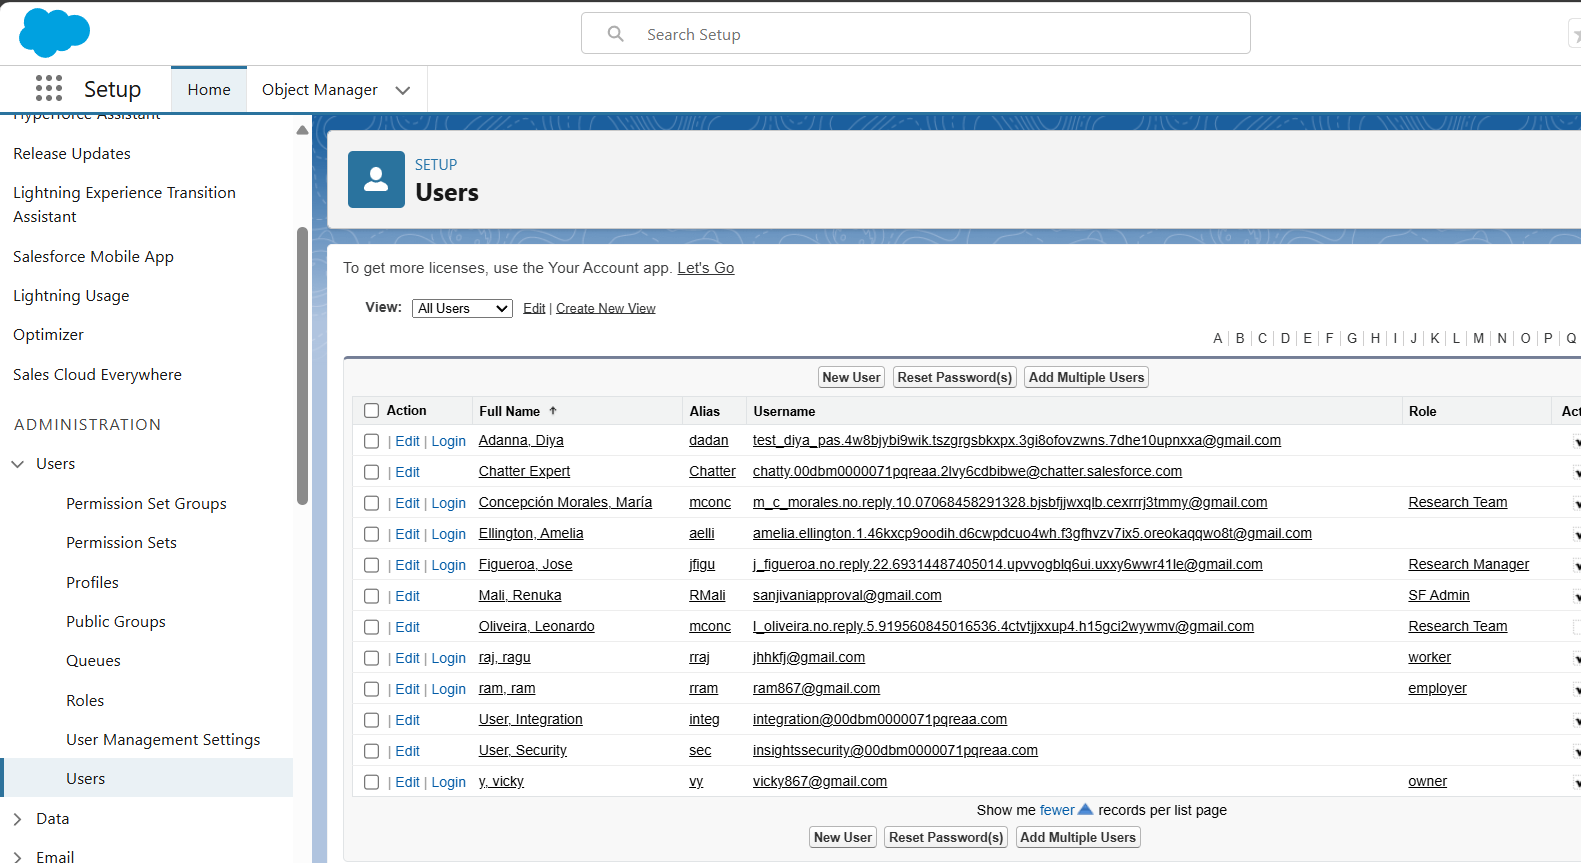 Search Setup
Setup
Home
Object Manager
Hyperforce Assistant
Release Updates
Lightning Experience Transition
Assistant
Salesforce Mobile App
Lightning Usage
Optimizer
Sales Cloud Everywhere
ADMINISTRATION
Users
Permission Set Groups
Permission Sets
Profiles
Public Groups
Queues
Roles
User Management Settings
Users
Data
Email
SETUP
Users
To get more licenses, use the Your Account app. Let's Go
View: All Users Edit | Create New View
A | B | C | D | E | F | G | H | I | J | K | L | M | N | O | P | Q
New User Reset Password(s) Add Multiple Users
Action Full Name Alias Username Role
| Edit | Login Adanna, Diya dadan test_diya_pas.4w8bjybi9wik.tszgrgsbkxpx.3gi8ofovzwns.7dhe10upnxxa@gmail.com
| Edit Chatter Expert Chatter chatty.00dbm0000071pqreaa.2lvy6cdbibwe@chatter.salesforce.com
| Edit | Login Concepción Morales, María mconc m_c_morales.no.reply.10.07068458291328.bjsbfjjwxqlb.cexrrrj3tmmy@gmail.com Research Team
| Edit | Login Ellington, Amelia aelli amelia.ellington.1.46kxcp9oodih.d6cwpdcuo4wh.f3gfhvzv7ix5.oreokaqqwo8t@gmail.com
| Edit | Login Figueroa, Jose jfigu j_figueroa.no.reply.22.69314487405014.upvvogblq6ui.uxxy6wwr41le@gmail.com Research Manager
| Edit Mali, Renuka RMali sanjivaniapproval@gmail.com SF Admin
| Edit Oliveira, Leonardo mconc l_oliveira.no.reply.5.919560845016536.4ctvtjjxxup4.h15gci2wywmv@gmail.com Research Team
| Edit | Login raj, ragu rraj jhhkfj@gmail.com worker
| Edit | Login ram, ram rram ram867@gmail.com employer
| Edit User, Integration integ integration@00dbm0000071pqreaa.com
| Edit User, Security sec insightssecurity@00dbm0000071pqreaa.com
| Edit | Login y, vicky vy vicky867@gmail.com owner
Show me fewer records per list page
New User Reset Password(s) Add Multiple Users